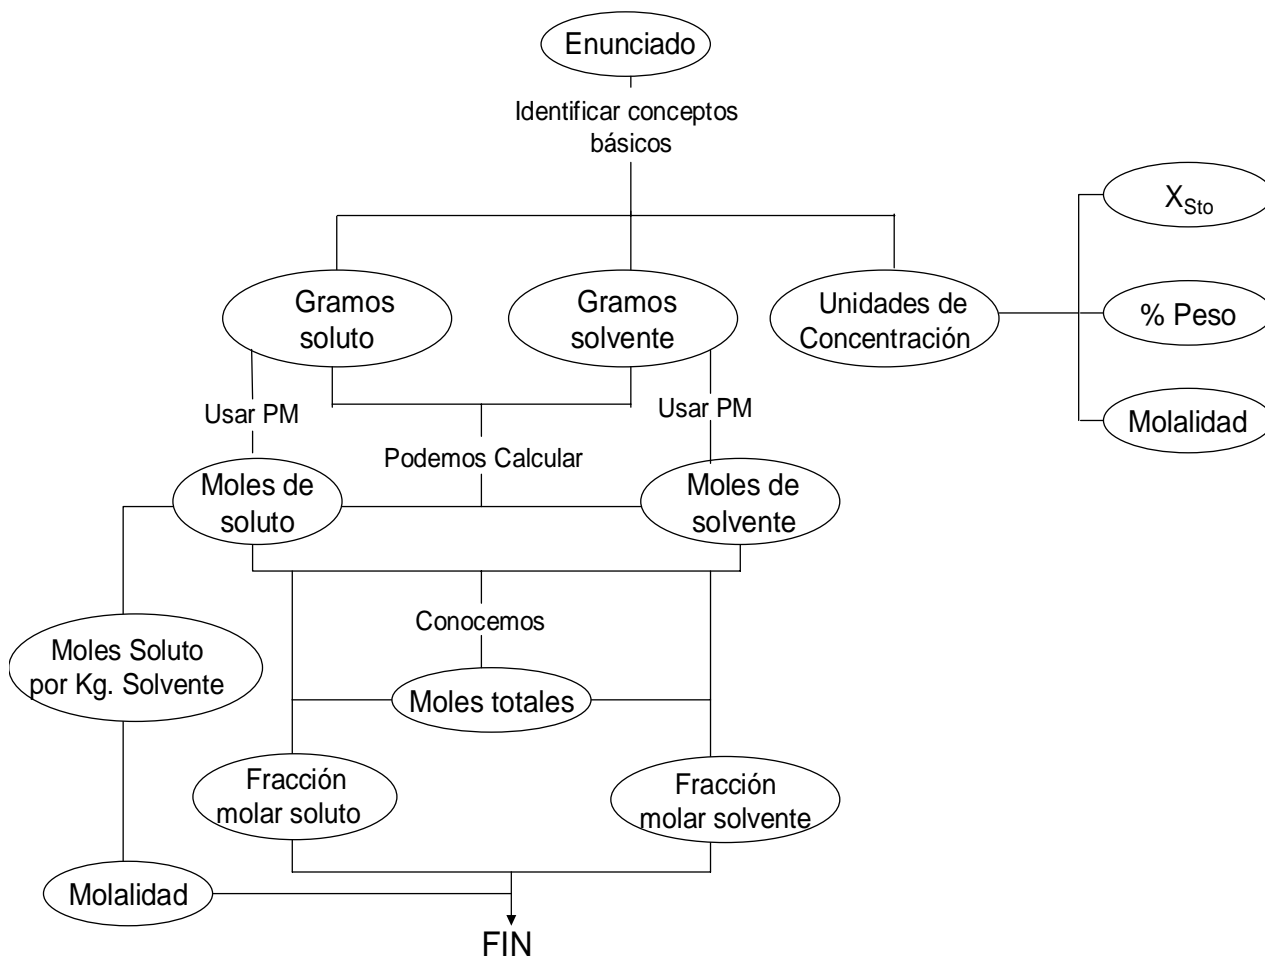 Enunciado
Identificar conceptos
básicos
X_Sto
Gramos
soluto
Gramos
solvente
Unidades de
Concentración
% Peso
Usar PM
Usar PM
Molalidad
Podemos Calcular
Moles de
soluto
Moles de
solvente
Conocemos
Moles Soluto
por Kg. Solvente
Moles totales
Fracción
molar soluto
Fracción
molar solvente
Molalidad
FIN